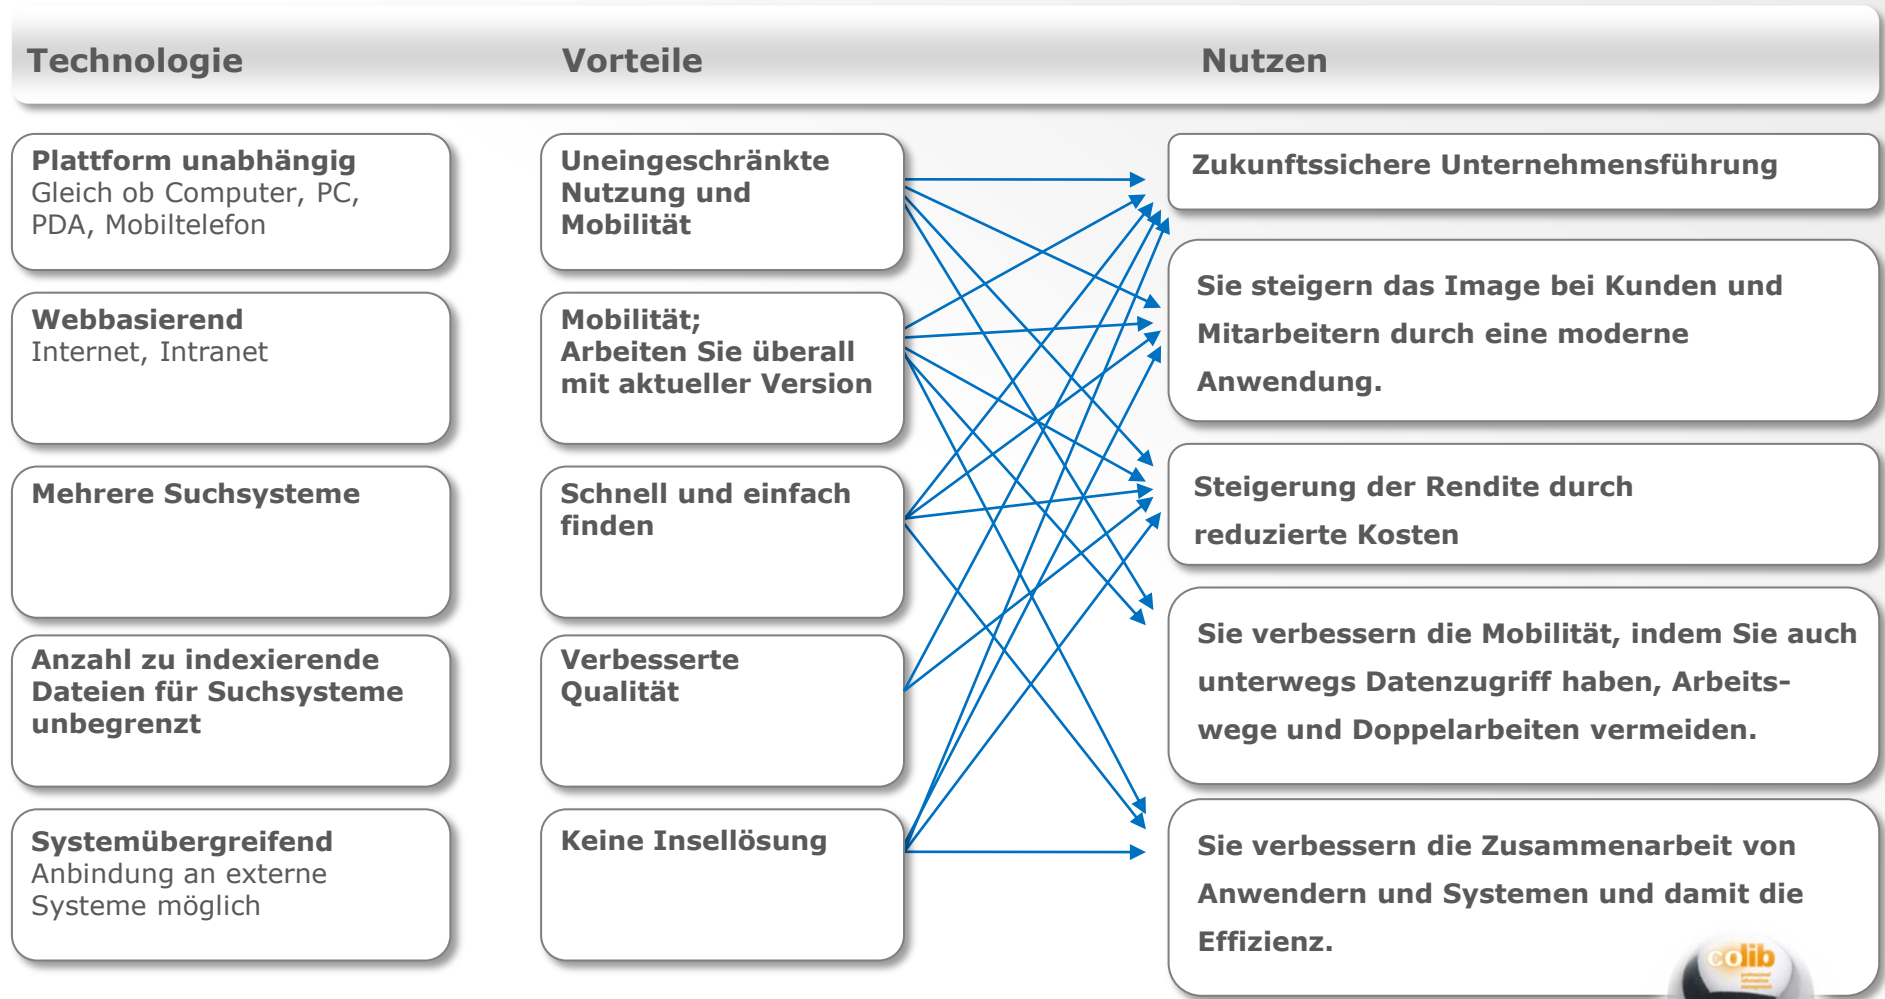 Technologie
Vorteile
Nutzen
Plattform unabhängig
Gleich ob Computer, PC,
PDA, Mobiltelefon
Uneingeschränkte
Nutzung und
Mobilität
Zukunftssichere Unternehmensführung
Webbasierend
Internet, Intranet
Mobilität;
Arbeiten Sie überall
mit aktueller Version
Sie steigern das Image bei Kunden und
Mitarbeitern durch eine moderne
Anwendung.
Mehrere Suchsysteme
Schnell und einfach
finden
Steigerung der Rendite durch
reduzierte Kosten
Anzahl zu indexierende
Dateien für Suchsysteme
unbegrenzt
Verbesserte
Qualität
Sie verbessern die Mobilität, indem Sie auch
unterwegs Datenzugriff haben, Arbeits-
wege und Doppelarbeiten vermeiden.
Systemübergreifend
Anbindung an externe
Systeme möglich
Keine Insellösung
Sie verbessern die Zusammenarbeit von
Anwendern und Systemen und damit die
Effizienz.
colib
professional
information
management